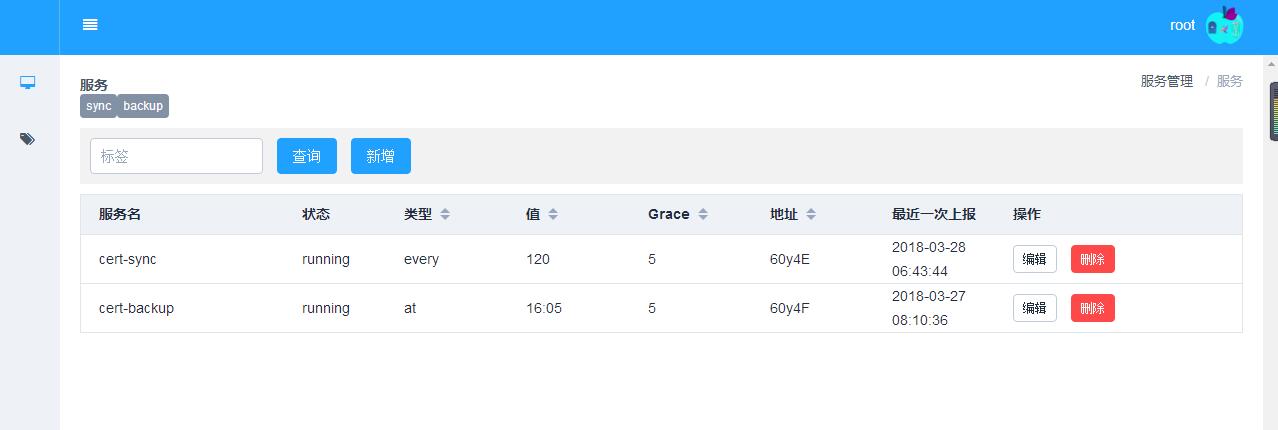 root
服务
服务管理 / 服务
sync backup
标签 查询 新增
服务名 状态 类型 值 Grace 地址 最近一次上报 操作
cert-sync running every 120 5 60y4E 2018-03-28 06:43:44 编辑 删除
cert-backup running at 16:05 5 60y4F 2018-03-27 08:10:36 编辑 删除